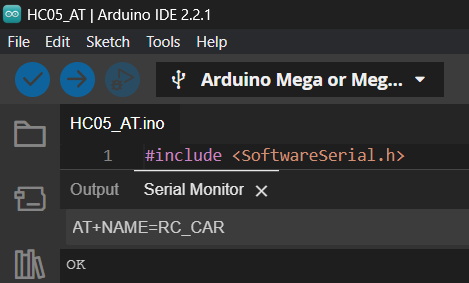 HC05_AT | Arduino IDE 2.2.1
File Edit Sketch Tools Help
Arduino Mega or Meg...
HC05_AT.ino
1 #include <SoftwareSerial.h>
Output Serial Monitor
AT+NAME=RC_CAR
OK